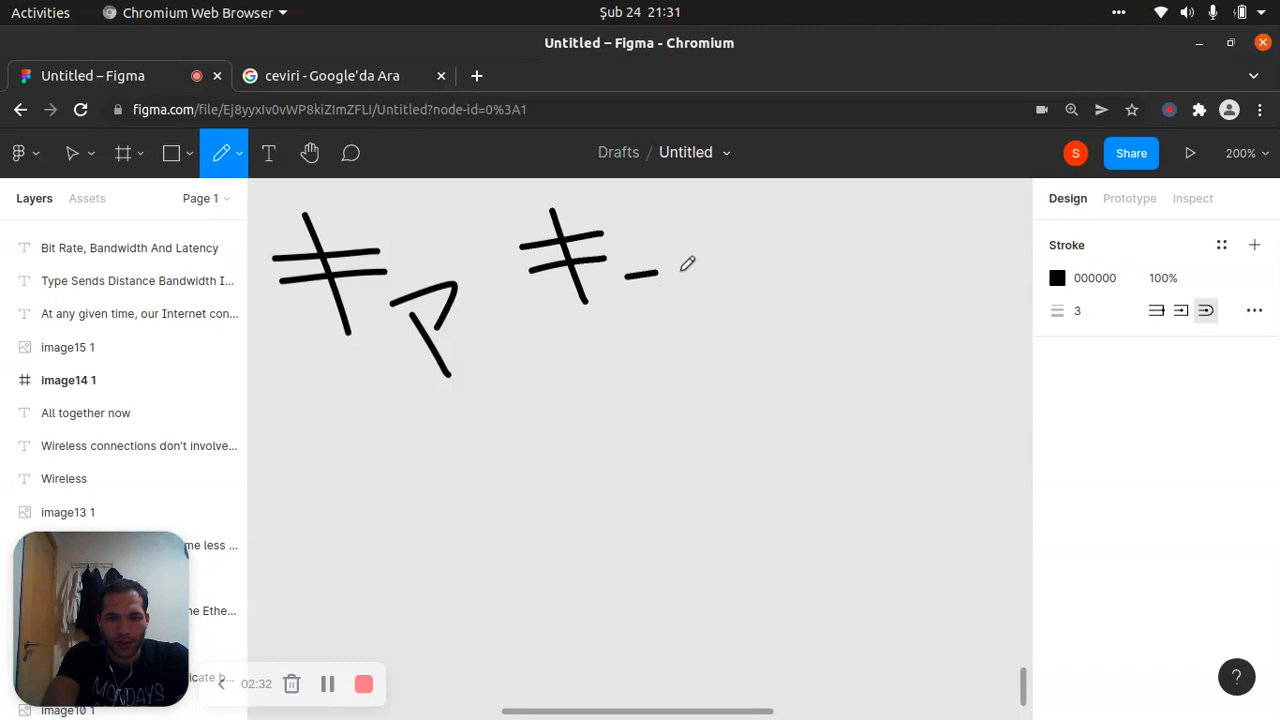 Activities
Chromium Web Browser
Şub 24 21:31
Untitled – Figma - Chromium
Untitled – Figma
ceviri - Google'da Ara
figma.com/file/Ej8yyxIv0vWP8kiZImZFLI/Untitled?node-id=0%3A1
Drafts / Untitled
S
Share
200%
Layers
Assets
Page 1
Design
Prototype
Inspect
Bit Rate, Bandwidth And Latency
Type Sends Distance Bandwidth I...
At any given time, our Internet con...
image15 1
image14 1
All together now
Wireless connections don't involve...
Wireless
image13 1
me less ...
ne Ethe...
icate b...
image10 1
Stroke
000000
100%
3
キ ア キ -
MONDAYS
02:32
?